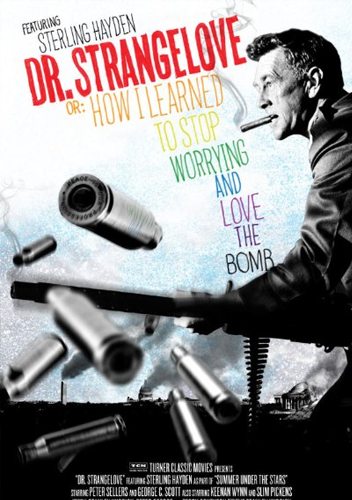 FEATURING
STERLING HAYDEN
DR. STRANGELOVE
OR: HOW I LEARNED
TO STOP
WORRYING
AND
LOVE
THE
BOMB
TCM TURNER CLASSIC MOVIES PRESENTS
"DR. STRANGELOVE" FEATURING STERLING HAYDEN AS PART OF "SUMMER UNDER THE STARS"
STARRING PETER SELLERS AND GEORGE C. SCOTT ALSO STARRING KEENAN WYNN AND SLIM PICKENS